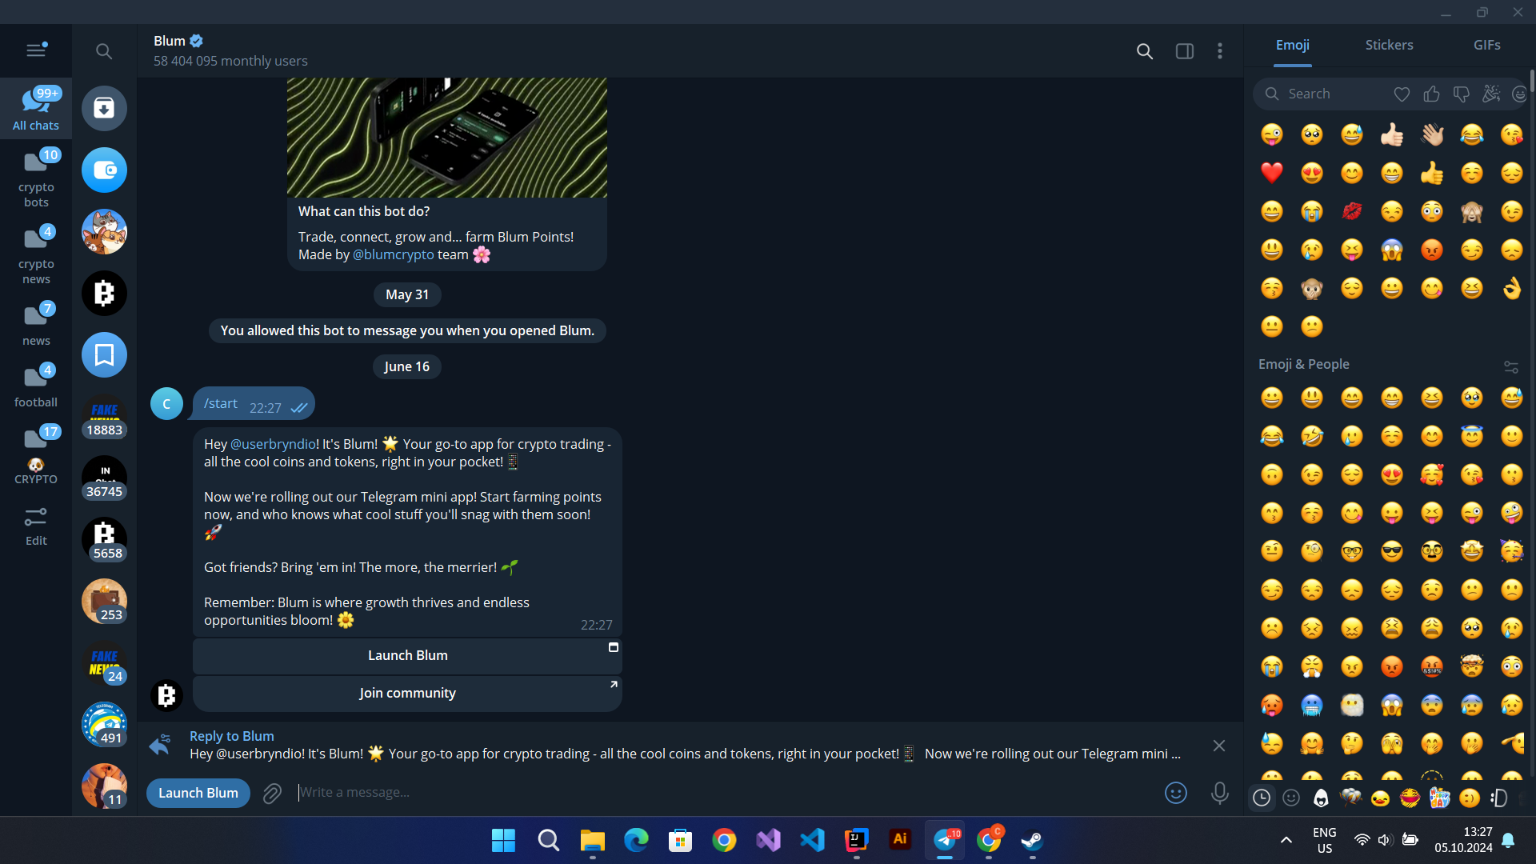 Blum
58 404 095 monthly users
Emoji
Stickers
GIFs
99+
All chats
10
crypto
bots
4
crypto
news
7
news
4
football
17
CRYPTO
Edit
FAKE
NEWS
18883
IN
36745
5658
253
FAKE
NEWS
24
491
11
What can this bot do?
Trade, connect, grow and... farm Blum Points!
Made by @blumcrypto team 🌸
May 31
You allowed this bot to message you when you opened Blum.
June 16
C
/start
22:27
Hey @userbryndio! It's Blum! 🌟 Your go-to app for crypto trading -
all the cool coins and tokens, right in your pocket! 📱
Now we're rolling out our Telegram mini app! Start farming points
now, and who knows what cool stuff you'll snag with them soon!
🚀
Got friends? Bring 'em in! The more, the merrier! 🌱
Remember: Blum is where growth thrives and endless
opportunities bloom! 🌼
22:27
Launch Blum
Join community
Reply to Blum
Hey @userbryndio! It's Blum! 🌟 Your go-to app for crypto trading - all the cool coins and tokens, right in your pocket! 📱 Now we're rolling out our Telegram mini ...
Launch Blum
Write a message...
Search
Emoji & People
Ai
10
C
ENG
US
13:27
05.10.2024